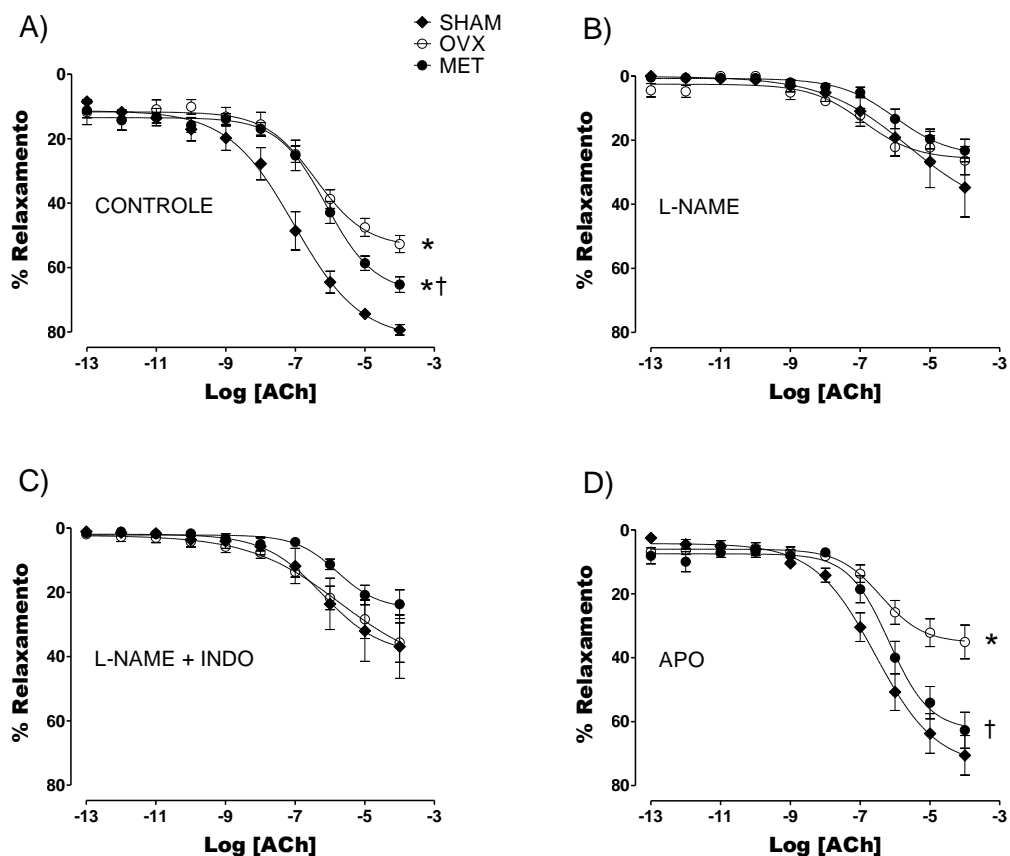 A)
SHAM
OVX
MET
0
20
40
60
80
% Relaxamento
CONTROLE
*
*†
-13 -11 -9 -7 -5 -3
Log [ACh]
B)
0
20
40
60
80
% Relaxamento
L-NAME
-13 -11 -9 -7 -5 -3
Log [ACh]
C)
0
20
40
60
80
% Relaxamento
L-NAME + INDO
-13 -11 -9 -7 -5 -3
Log [ACh]
D)
0
20
40
60
80
% Relaxamento
APO
*
†
-13 -11 -9 -7 -5 -3
Log [ACh]